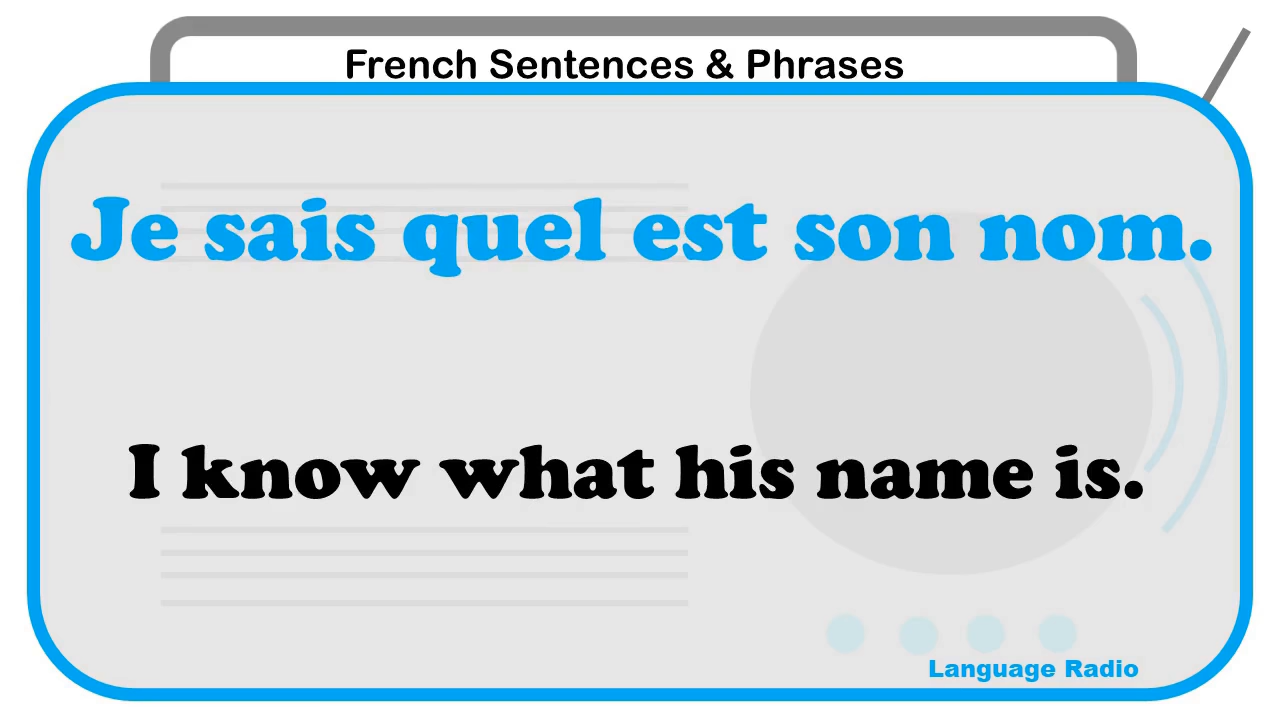 French Sentences & Phrases
Je sais quel est son nom.
I know what his name is.
Language Radio